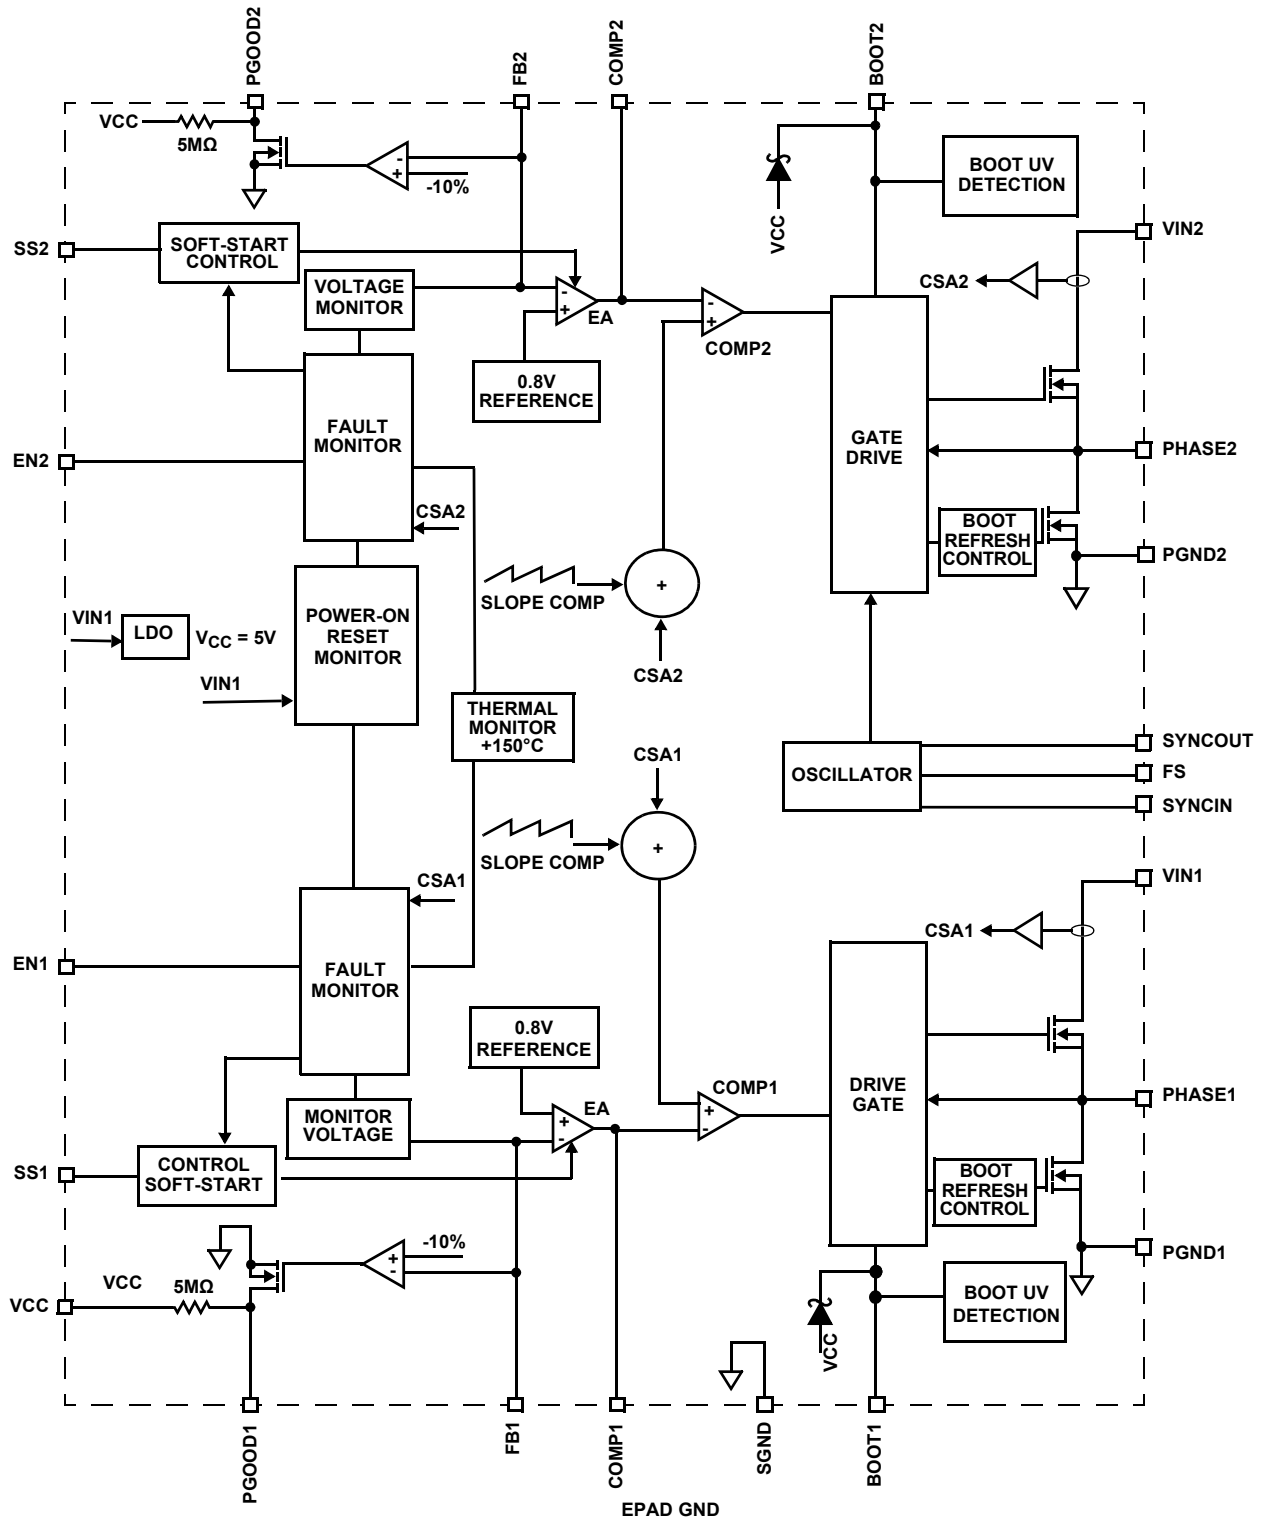 PGOOD2
FB2
COMP2
BOOT2
VCC
5MΩ
-
+
-10%
VCC
BOOT UV
DETECTION
SS2
SOFT-START
CONTROL
VIN2
VOLTAGE
MONITOR
-
+
EA
-
+
COMP2
CSA2
0.8V
REFERENCE
FAULT
MONITOR
GATE
DRIVE
EN2
PHASE2
CSA2
BOOT
REFRESH
CONTROL
PGND2
SLOPE COMP
+
CSA2
VIN1
LDO
VCC = 5V
POWER-ON
RESET
MONITOR
VIN1
THERMAL
MONITOR
+150°C
OSCILLATOR
SYNCOUT
FS
SYNCIN
CSA1
SLOPE COMP
+
CSA1
VIN1
CSA1
EN1
FAULT
MONITOR
0.8V
REFERENCE
DRIVE
GATE
COMP1
+
-
EA
+
-
PHASE1
MONITOR
VOLTAGE
SS1
CONTROL
SOFT-START
BOOT
REFRESH
CONTROL
-10%
+
-
PGND1
VCC
VCC
5MΩ
VCC
BOOT UV
DETECTION
PGOOD1
FB1
COMP1
SGND
BOOT1
EPAD GND